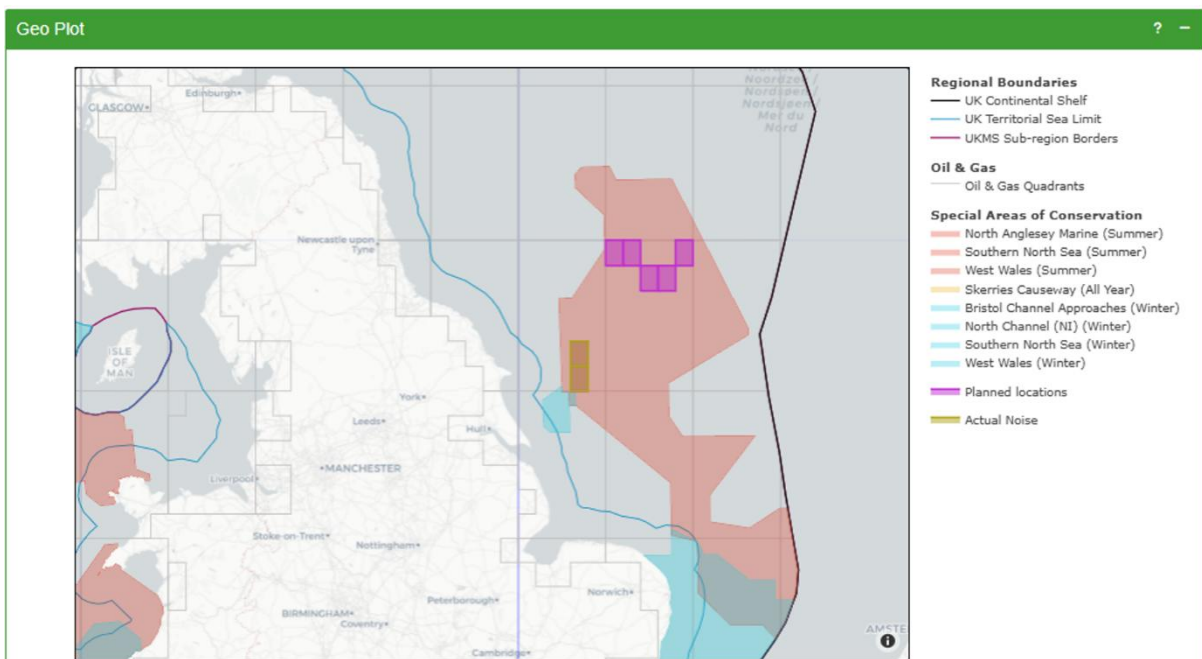 Geo Plot
? −
Noordzee /
Nordsøen /
Nordsjøen /
Mer du
Nord
GLASGOW
Edinburgh
Newcastle upon
Tyne
ISLE
OF
MAN
York
Leeds
Hull
MANCHESTER
Liverpool
Stoke-on-Trent
Nottingham
Norwich
Peterborough
BIRMINGHAM
Coventry
Cambridge
AMSTE
i
Regional Boundaries
UK Continental Shelf
UK Territorial Sea Limit
UKMS Sub-region Borders
Oil & Gas
Oil & Gas Quadrants
Special Areas of Conservation
North Anglesey Marine (Summer)
Southern North Sea (Summer)
West Wales (Summer)
Skerries Causeway (All Year)
Bristol Channel Approaches (Winter)
North Channel (NI) (Winter)
Southern North Sea (Winter)
West Wales (Winter)
Planned locations
Actual Noise